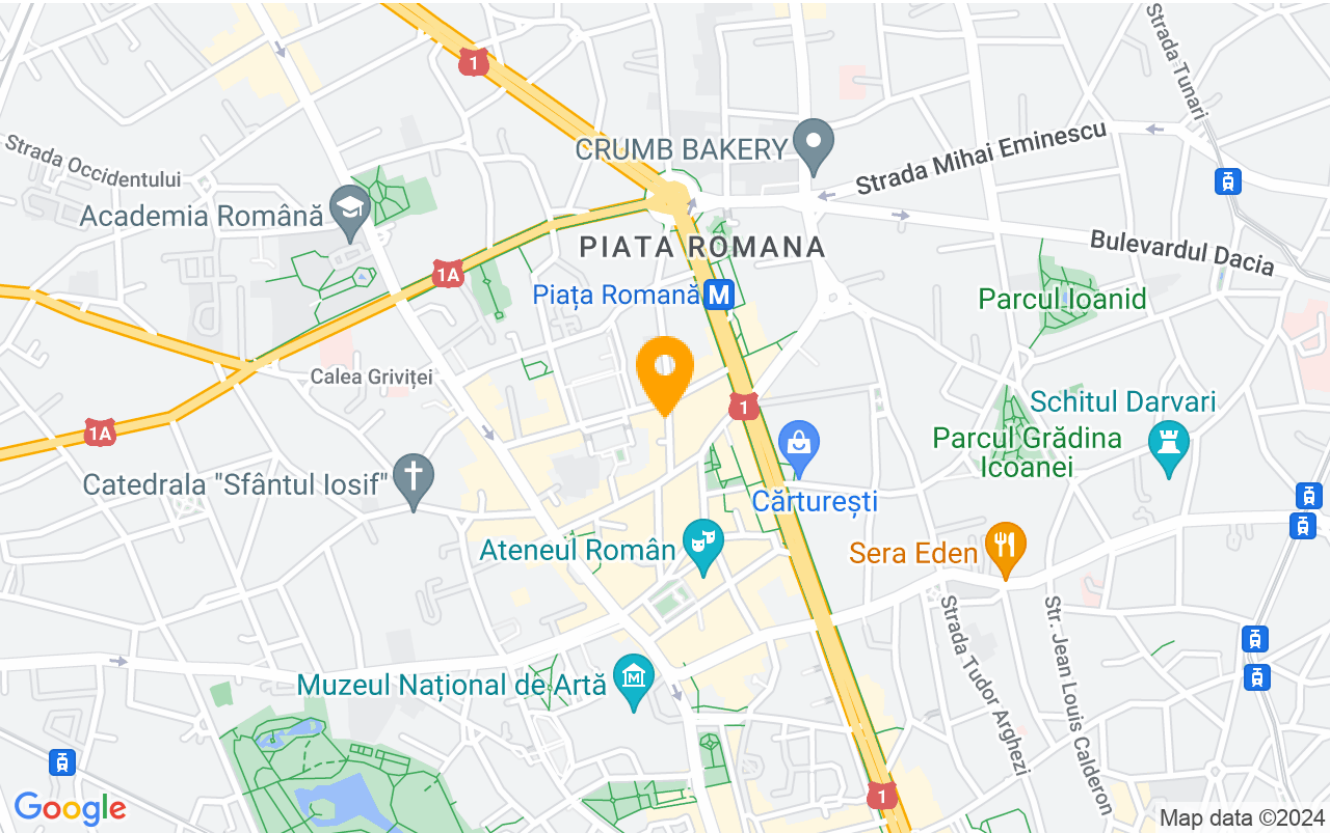 1
Strada Tunari
CRUMB BAKERY
Strada Mihai Eminescu
Strada Occidentului
Academia Română
PIATA ROMANA
Bulevardul Dacia
1A
Piața Romană
M
Parcul Ioanid
Calea Griviței
1
Schitul Darvari
1A
Parcul Grădina
Icoanei
Catedrala "Sfântul Iosif"
Cărturești
Ateneul Român
Sera Eden
Strada Tudor Arghezi
Str. Jean Louis Calderon
Muzeul Național de Artă
M
1
Google
Map data ©2024